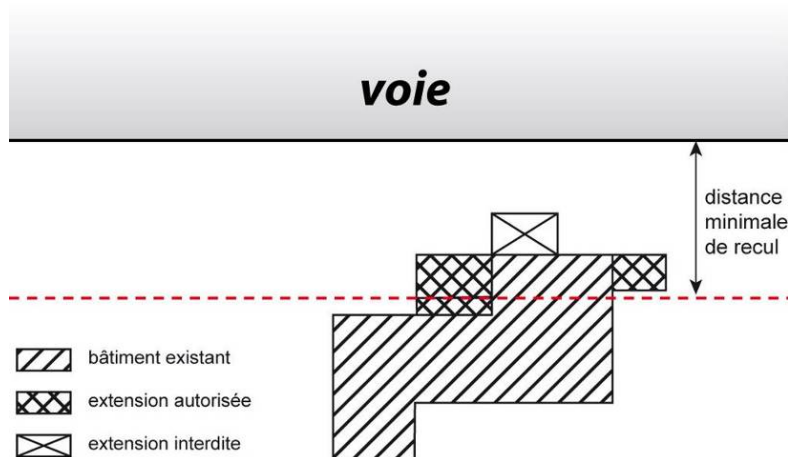 voie
distance
minimale
de recul
bâtiment existant
extension autorisée
extension interdite